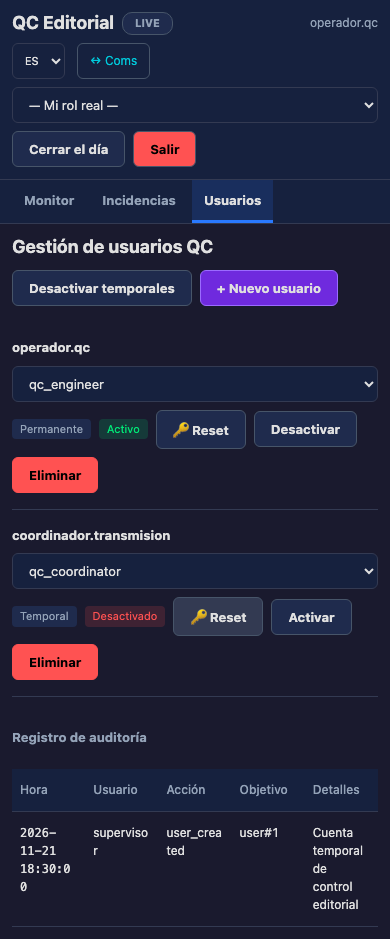 QC Editorial LIVE operador.qc
ES ↔ Coms
— Mi rol real —
Cerrar el día Salir
Monitor Incidencias Usuarios
Gestión de usuarios QC
Desactivar temporales + Nuevo usuario
operador.qc
qc_engineer
Permanente Activo 🔑 Reset Desactivar
Eliminar
coordinador.transmision
qc_coordinator
Temporal Desactivado 🔑 Reset Activar
Eliminar
Registro de auditoría
Hora Usuario Acción Objetivo Detalles
2026-11-21 18:30:00 supervisor user_created user#1 Cuenta temporal de control editorial